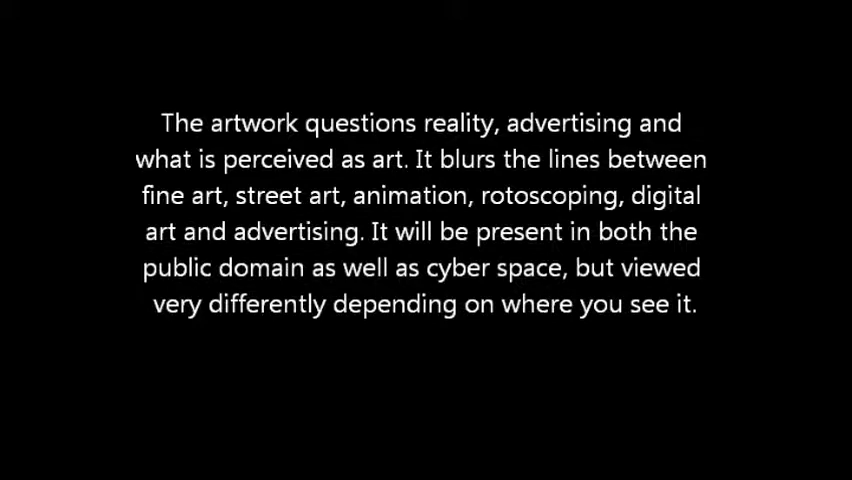 The artwork questions reality, advertising and
what is perceived as art. It blurs the lines between
fine art, street art, animation, rotoscoping, digital
art and advertising. It will be present in both the
public domain as well as cyber space, but viewed
very differently depending on where you see it.